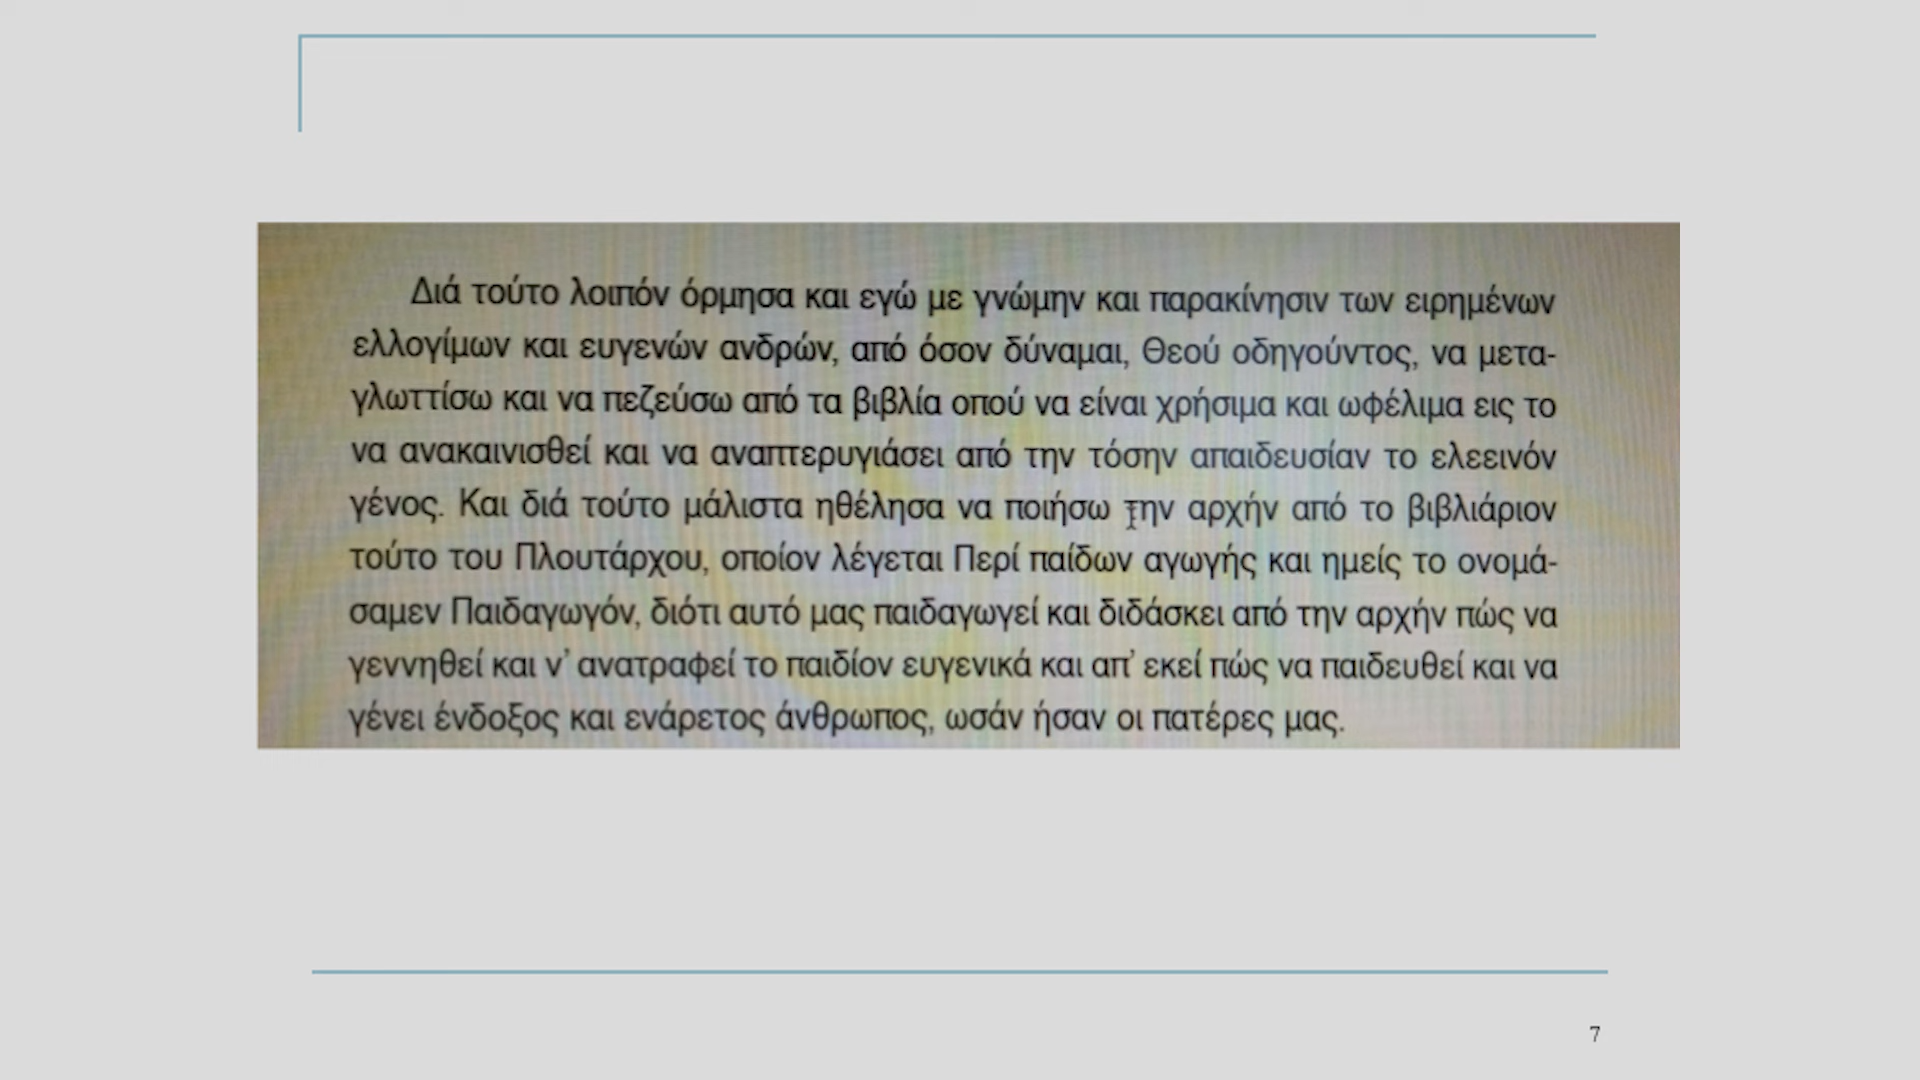 Διά τούτο λοιπόν όρμησα και εγώ με γνώμην και παρακίνησιν των ειρημένων
ελλογίμων και ευγενών ανδρών, από όσον δύναμαι, Θεού οδηγούντος, να μετα-
γλωττίσω και να πεζεύσω από τα βιβλία οπού να είναι χρήσιμα και ωφέλιμα εις το
να ανακαινισθεί και να αναπτερυγιάσει από την τόσην απαιδευσίαν το ελεεινόν
γένος. Και διά τούτο μάλιστα ηθέλησα να ποιήσω την αρχήν από το βιβλιάριον
τούτο του Πλουτάρχου, οποίον λέγεται Περί παίδων αγωγής και ημείς το ονομά-
σαμεν Παιδαγωγόν, διότι αυτό μας παιδαγωγεί και διδάσκει από την αρχήν πώς να
γεννηθεί και ν' ανατραφεί το παιδίον ευγενικά και απ' εκεί πώς να παιδευθεί και να
γένει ένδοξος και ενάρετος άνθρωπος, ωσάν ήσαν οι πατέρες μας.
7